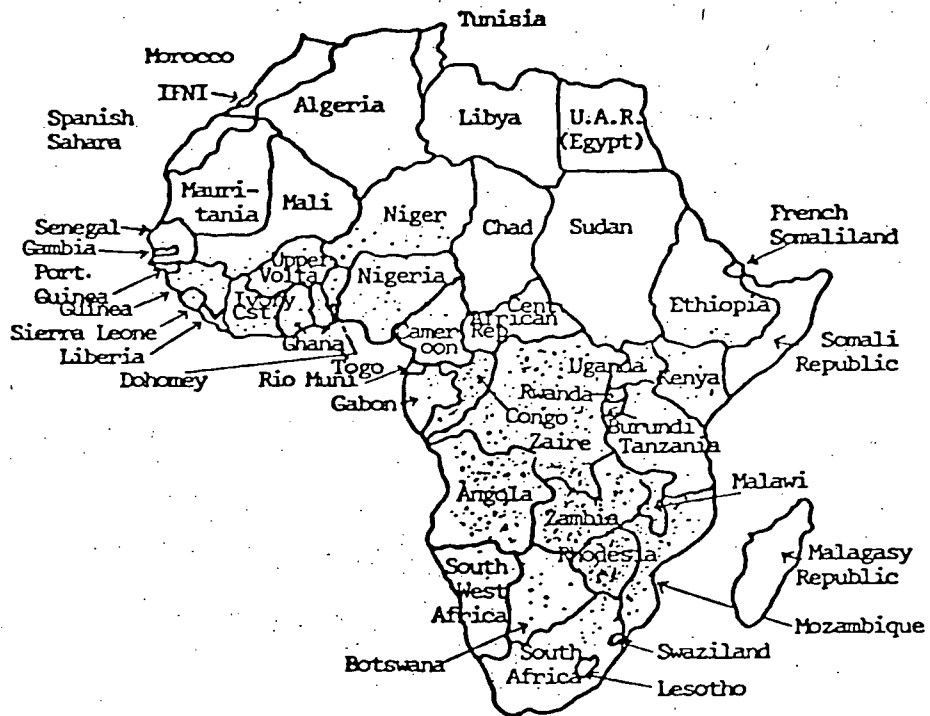 Tunisia
Morocco
IFNI
Algeria
Libya
U.A.R.
(Egypt)
Spanish
Sahara
Mauri-
tania
Mali
Niger
Chad
Sudan
French
Somaliland
Senegal
Gambia
Port.
Guinea
Guinea
Sierra Leone
Liberia
Dohomey
Upper
Volta
Ivory
Cst.
Ghana
Togo
Nigeria
Cent
African
Rep
Camer
oon
Ethiopia
Somali
Republic
Rio Muni
Gabon
Congo
Zaire
Uganda
Kenya
Rwanda
Burundi
Tanzania
Angola
Zambia
Malawi
Rhodesia
Malagasy
Republic
Mozambique
South
West
Africa
Botswana
South
Africa
Swaziland
Lesotho